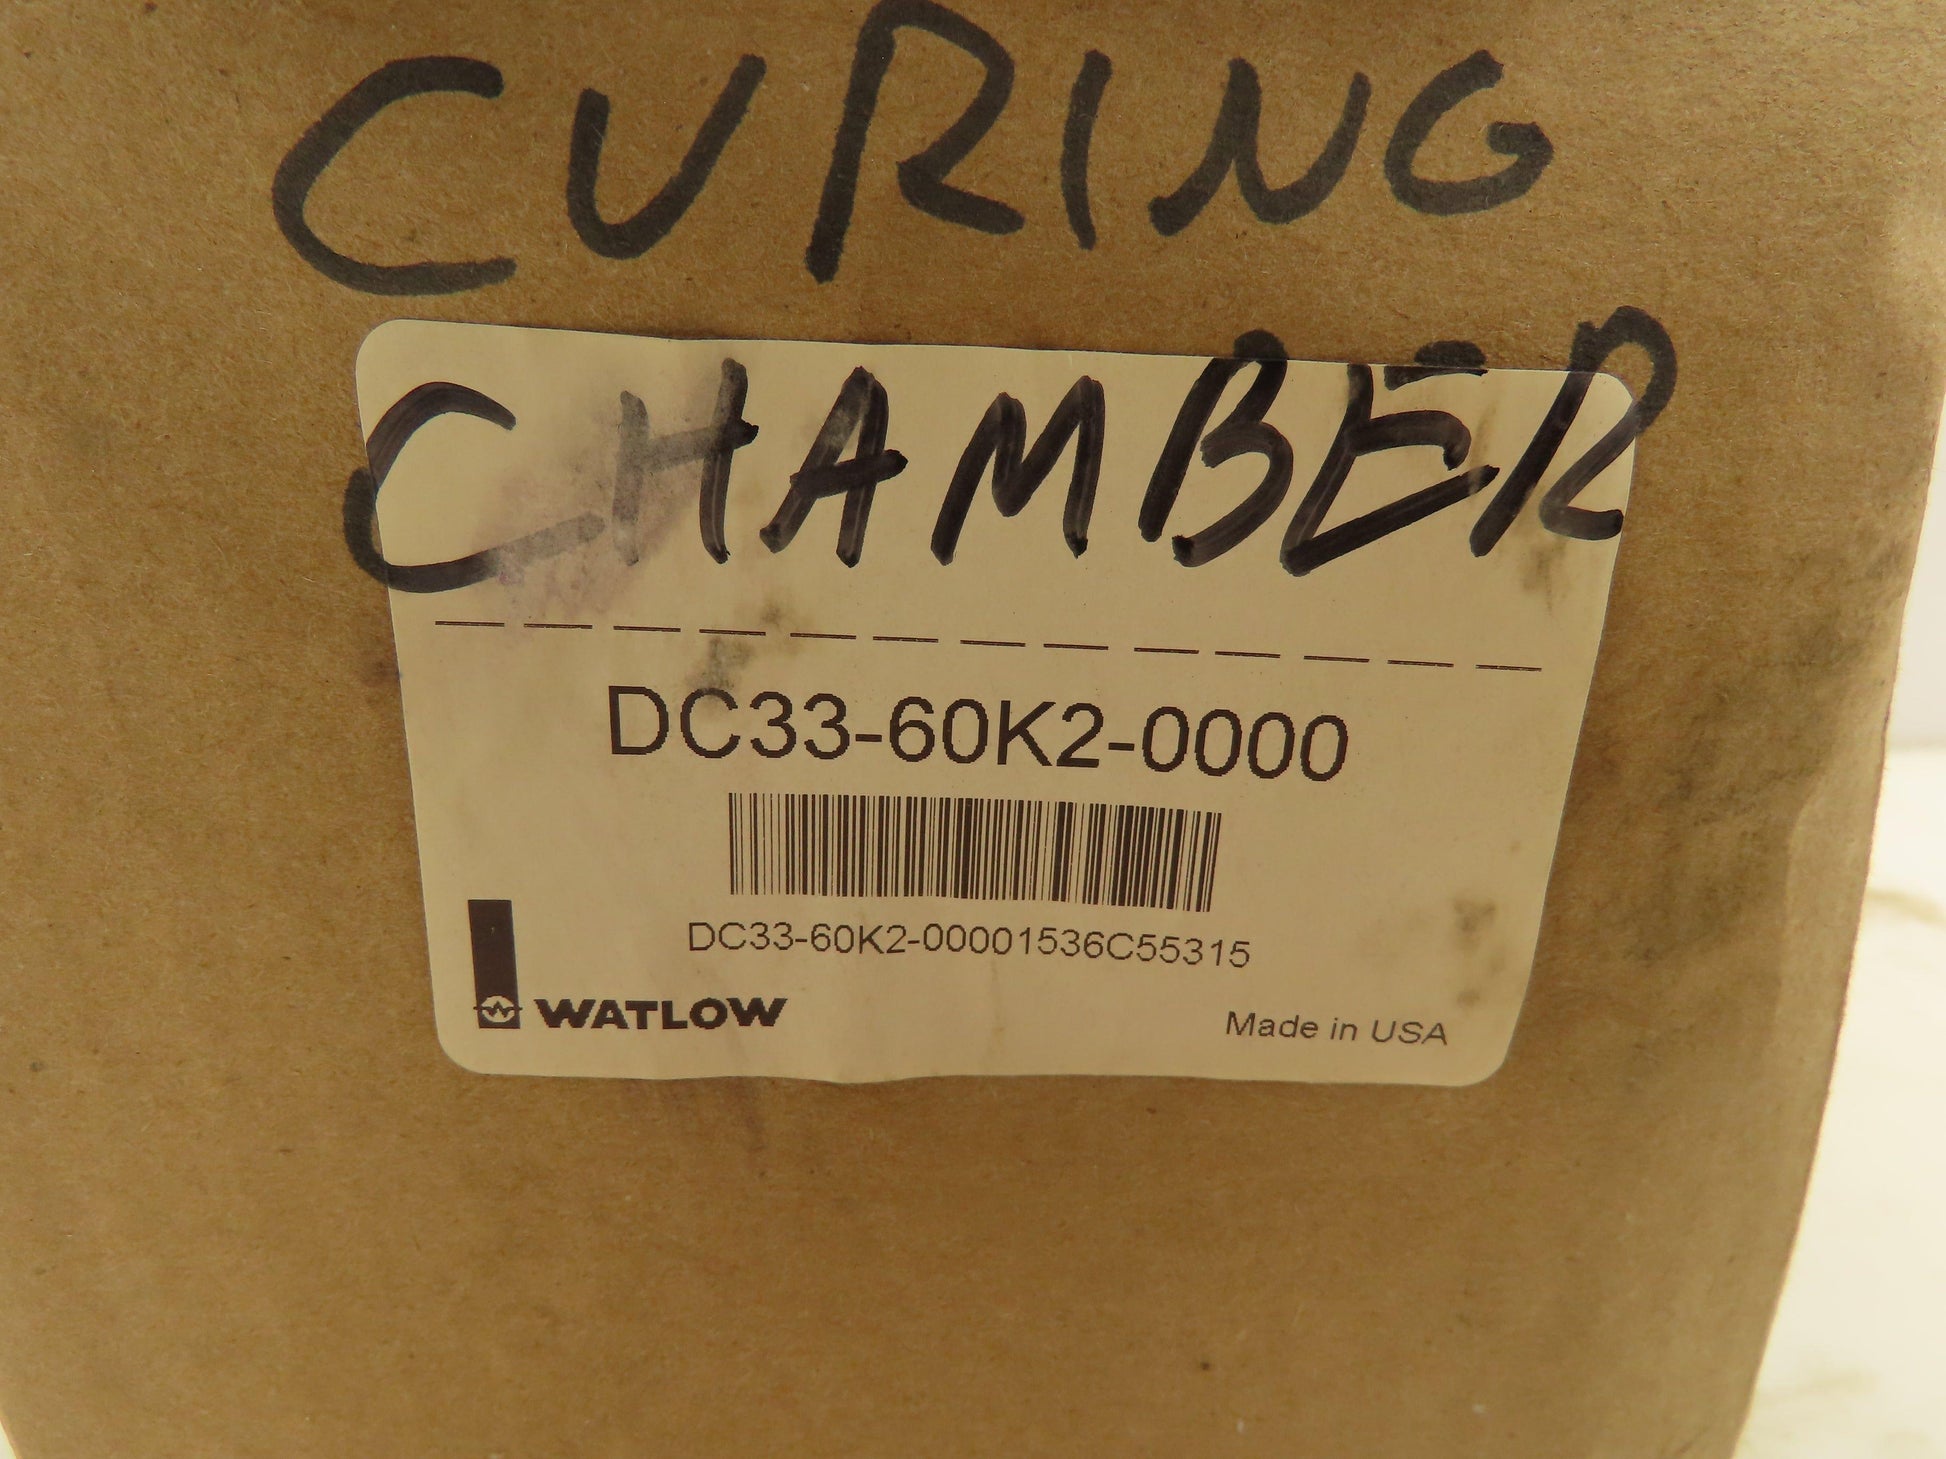 CURING
CHAMBER
DC33-60K2-0000
DC33-60K2-00001536C55315
WATLOW
Made in USA